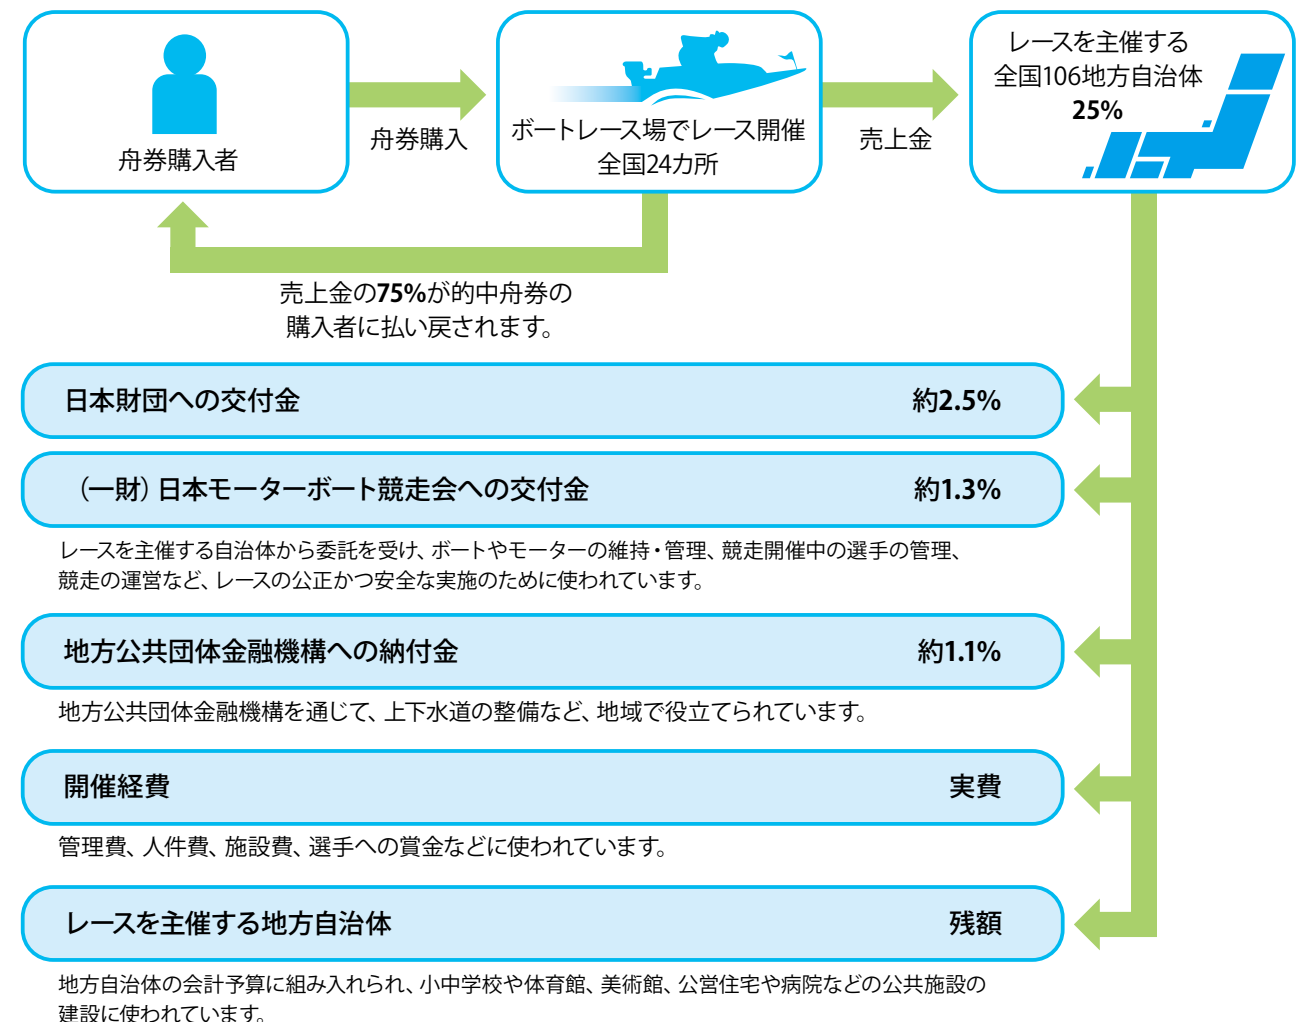 舟券購入者
舟券購入
ボートレース場でレース開催
全国24カ所
売上金
レースを主催する
全国106地方自治体
25%
売上金の75%が的中舟券の
購入者に払い戻されます。
日本財団への交付金 約2.5%
(一財)日本モーターボート競走会への交付金 約1.3%
レースを主催する自治体から委託を受け、ボートやモーターの維持・管理、競走開催中の選手の管理、
競走の運営など、レースの公正かつ安全な実施のために使われています。
地方公共団体金融機構への納付金 約1.1%
地方公共団体金融機構を通じて、上下水道の整備など、地域で役立てられています。
開催経費 実費
管理費、人件費、施設費、選手への賞金などに使われています。
レースを主催する地方自治体 残額
地方自治体の会計予算に組み入れられ、小中学校や体育館、美術館、公営住宅や病院などの公共施設の
建設に使われています。